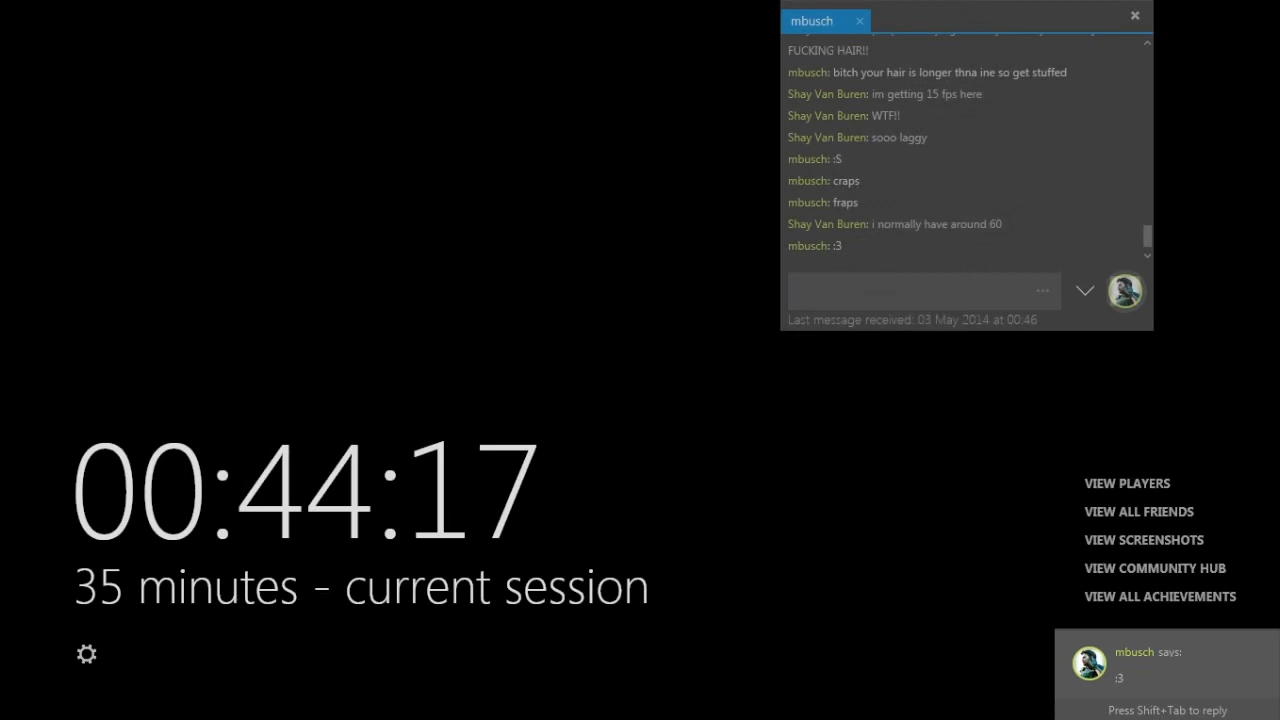 mbusch
FUCKING HAIR!!
mbusch: bitch your hair is longer thna ine so get stuffed
Shay Van Buren: im getting 15 fps here
Shay Van Buren: WTF!!
Shay Van Buren: sooo laggy
mbusch: :S
mbusch: craps
mbusch: fraps
Shay Van Buren: i normally have around 60
mbusch: :3
Last message received: 03 May 2014 at 00:46
00:44:17
35 minutes - current session
VIEW PLAYERS
VIEW ALL FRIENDS
VIEW SCREENSHOTS
VIEW COMMUNITY HUB
VIEW ALL ACHIEVEMENTS
mbusch says:
:3
Press Shift+Tab to reply